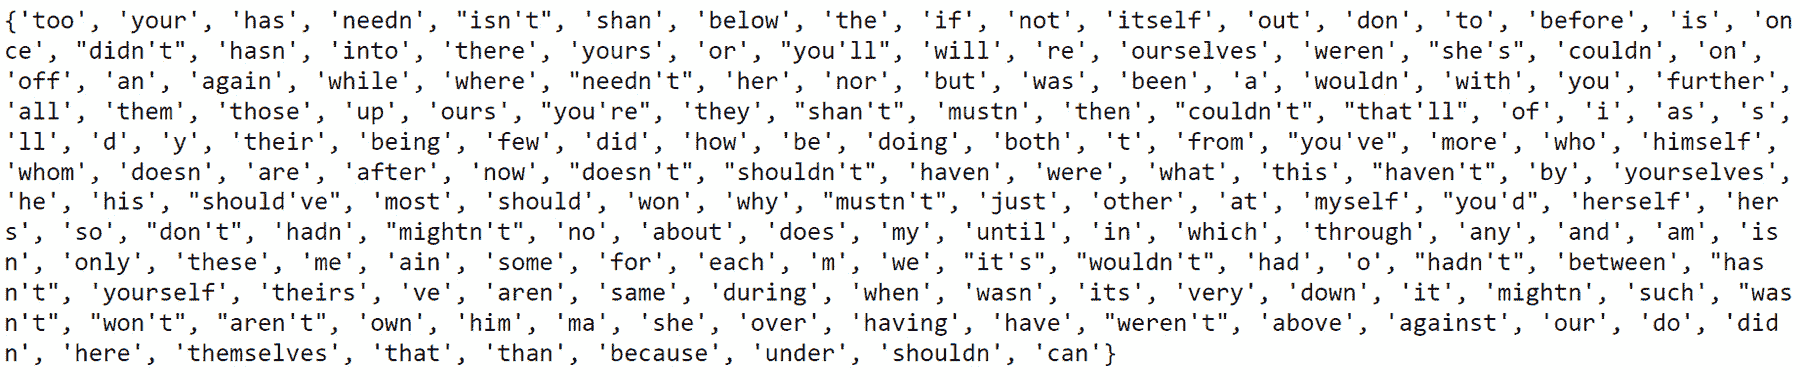 {'too', 'your', 'has', 'needn', "isn't", 'shan', 'below', 'the', 'if', 'not', 'itself', 'out', 'don', 'to', 'before', 'is', 'on
ce', "didn't", 'hasn', 'into', 'there', 'yours', 'or', "you'll", 'will', 're', 'ourselves', 'weren', "she's", 'couldn', 'on',
'off', 'an', 'again', 'while', 'where', "needn't", 'her', 'nor', 'but', 'was', 'been', 'a', 'wouldn', 'with', 'you', 'further',
'all', 'them', 'those', 'up', 'ours', "you're", 'they', "shan't", 'mustn', 'then', "couldn't", "that'll", 'of', 'i', 'as', 's',
'll', 'd', 'y', 'their', 'being', 'few', 'did', 'how', 'be', 'doing', 'both', 't', 'from', "you've", 'more', 'who', 'himself',
'whom', 'doesn', 'are', 'after', 'now', "doesn't", "shouldn't", 'haven', 'were', 'what', 'this', "haven't", 'by', 'yourselves',
'he', 'his', "should've", 'most', 'should', 'won', 'why', "mustn't", 'just', 'other', 'at', 'myself', "you'd", 'herself', 'her
s', 'so', "don't", 'hadn', "mightn't", 'no', 'about', 'does', 'my', 'until', 'in', 'which', 'through', 'any', 'and', 'am', 'is
n', 'only', 'these', 'me', 'ain', 'some', 'for', 'each', 'm', 'we', "it's", "wouldn't", 'had', 'o', "hadn't", 'between', "has
n't", 'yourself', 'theirs', 've', 'aren', 'same', 'during', 'when', 'wasn', 'its', 'very', 'down', 'it', 'mightn', 'such', "was
n't", "won't", "aren't", 'own', 'him', 'ma', 'she', 'over', 'having', 'have', "weren't", 'above', 'against', 'our', 'do', 'did
n', 'here', 'themselves', 'that', 'than', 'because', 'under', 'shouldn', 'can'}